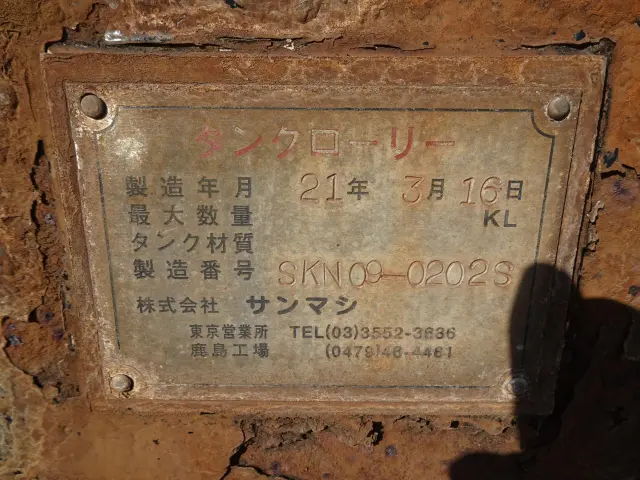 タンクローリー
製造年月 21年 3月 16日
最大数量 KL
タンク材質
製造番号 SKN09-0202S
株式会社 サンマシ
東京営業所 TEL(03)3552-3636
鹿島工場 (0479)46-4461